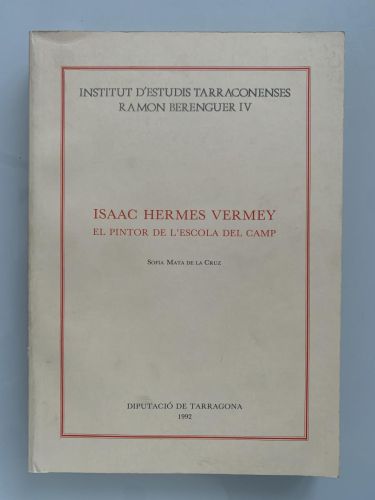 INSTITUT D'ESTUDIS TARRACONENSES
RAMON BERENGUER IV
ISAAC HERMES VERMEY
EL PINTOR DE L'ESCOLA DEL CAMP
SOFIA MATA DE LA CRUZ
DIPUTACIÓ DE TARRAGONA
1992